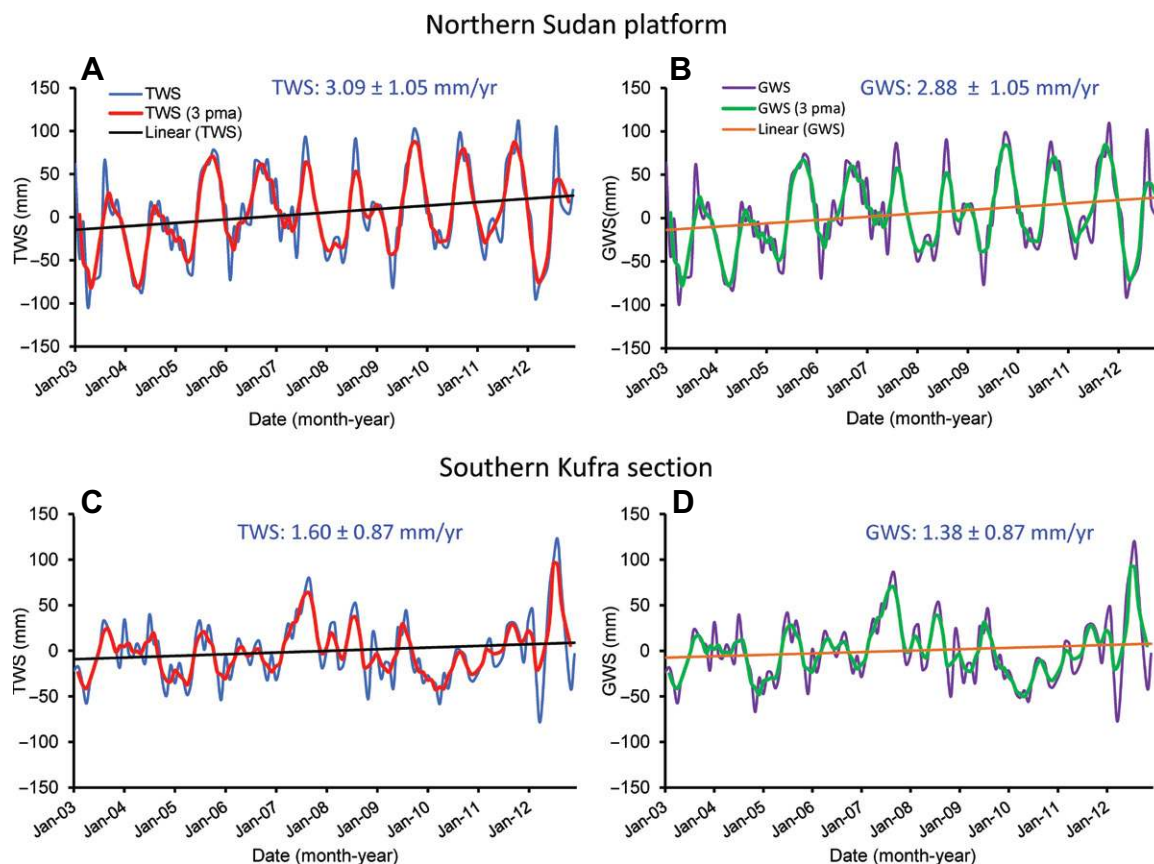 Northern Sudan platform
A
TWS: 3.09 ± 1.05 mm/yr
TWS
TWS (3 pma)
Linear (TWS)
TWS (mm)
150
100
50
0
−50
−100
−150
Jan-03
Jan-04
Jan-05
Jan-06
Jan-07
Jan-08
Jan-09
Jan-10
Jan-11
Jan-12
Date (month-year)
B
GWS: 2.88 ± 1.05 mm/yr
GWS
GWS (3 pma)
Linear (GWS)
GWS (mm)
150
100
50
0
−50
−100
−150
Jan-03
Jan-04
Jan-05
Jan-06
Jan-07
Jan-08
Jan-09
Jan-10
Jan-11
Jan-12
Date (month-year)
Southern Kufra section
C
TWS: 1.60 ± 0.87 mm/yr
TWS (mm)
150
100
50
0
−50
−100
−150
Jan-03
Jan-04
Jan-05
Jan-06
Jan-07
Jan-08
Jan-09
Jan-10
Jan-11
Jan-12
Date (month-year)
D
GWS: 1.38 ± 0.87 mm/yr
GWS (mm)
150
100
50
0
−50
−100
−150
Jan-03
Jan-04
Jan-05
Jan-06
Jan-07
Jan-08
Jan-09
Jan-10
Jan-11
Jan-12
Date (month-year)